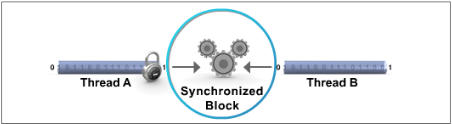 0 1
0 1
Thread A
Thread B
Synchronized
Block